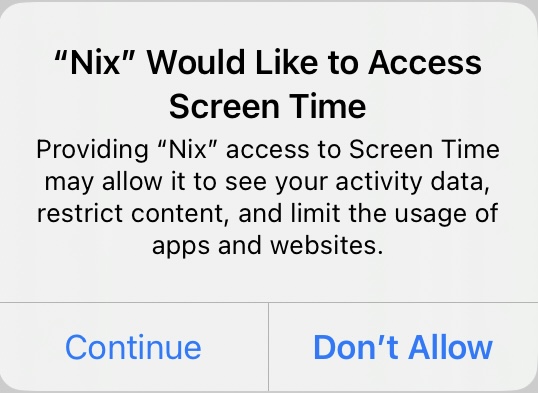 “Nix” Would Like to Access
Screen Time
Providing “Nix” access to Screen Time
may allow it to see your activity data,
restrict content, and limit the usage of
apps and websites.
Continue
Don’t Allow